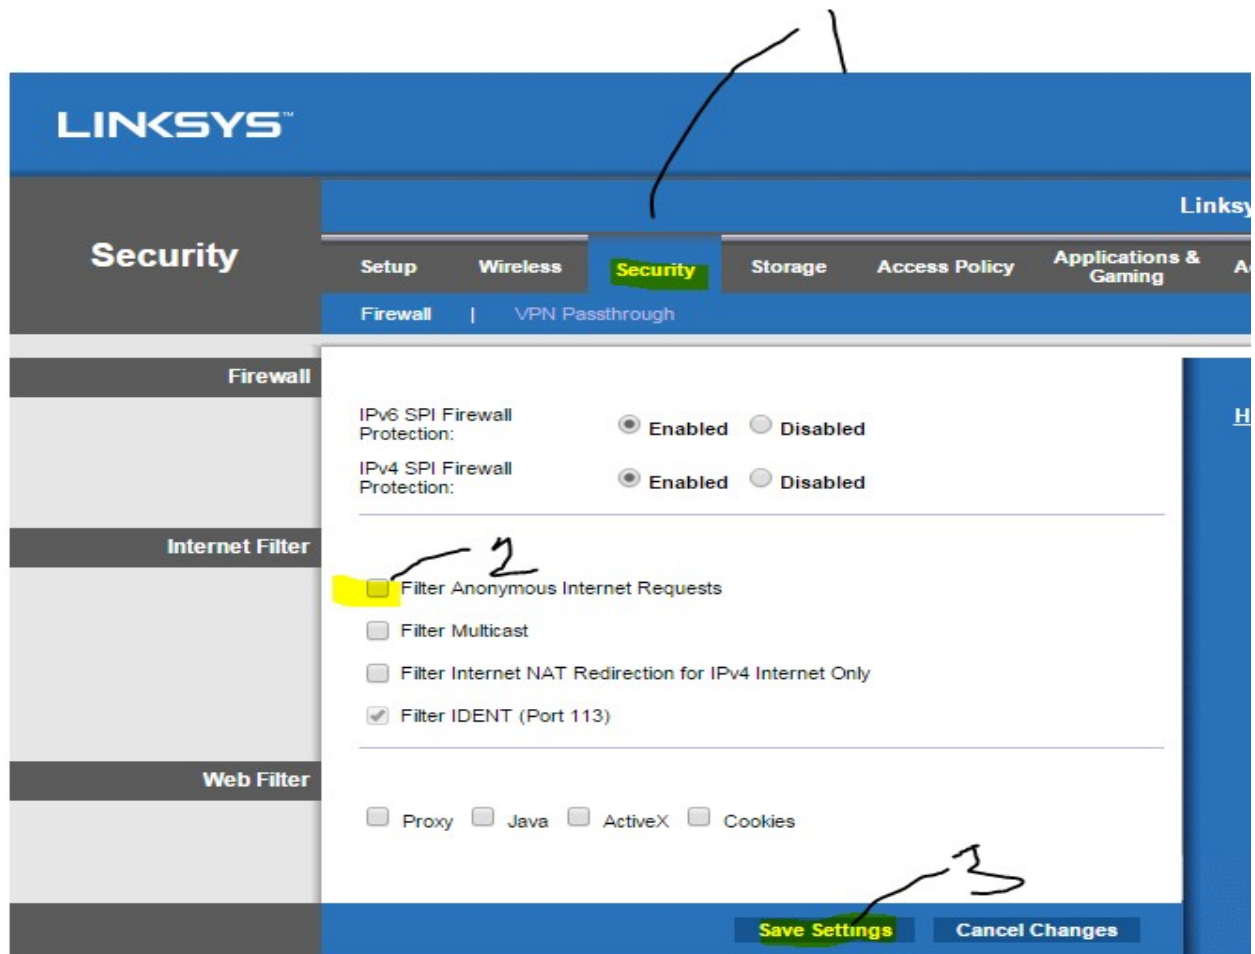 1
LINKSYS™
Security
Setup Wireless Security Storage Access Policy Applications & Gaming
Firewall | VPN Passthrough
Firewall
IPv6 SPI Firewall Protection: Enabled Disabled
IPv4 SPI Firewall Protection: Enabled Disabled
Internet Filter
2
Filter Anonymous Internet Requests
Filter Multicast
Filter Internet NAT Redirection for IPv4 Internet Only
Filter IDENT (Port 113)
Web Filter
Proxy Java ActiveX Cookies
3
Save Settings Cancel Changes